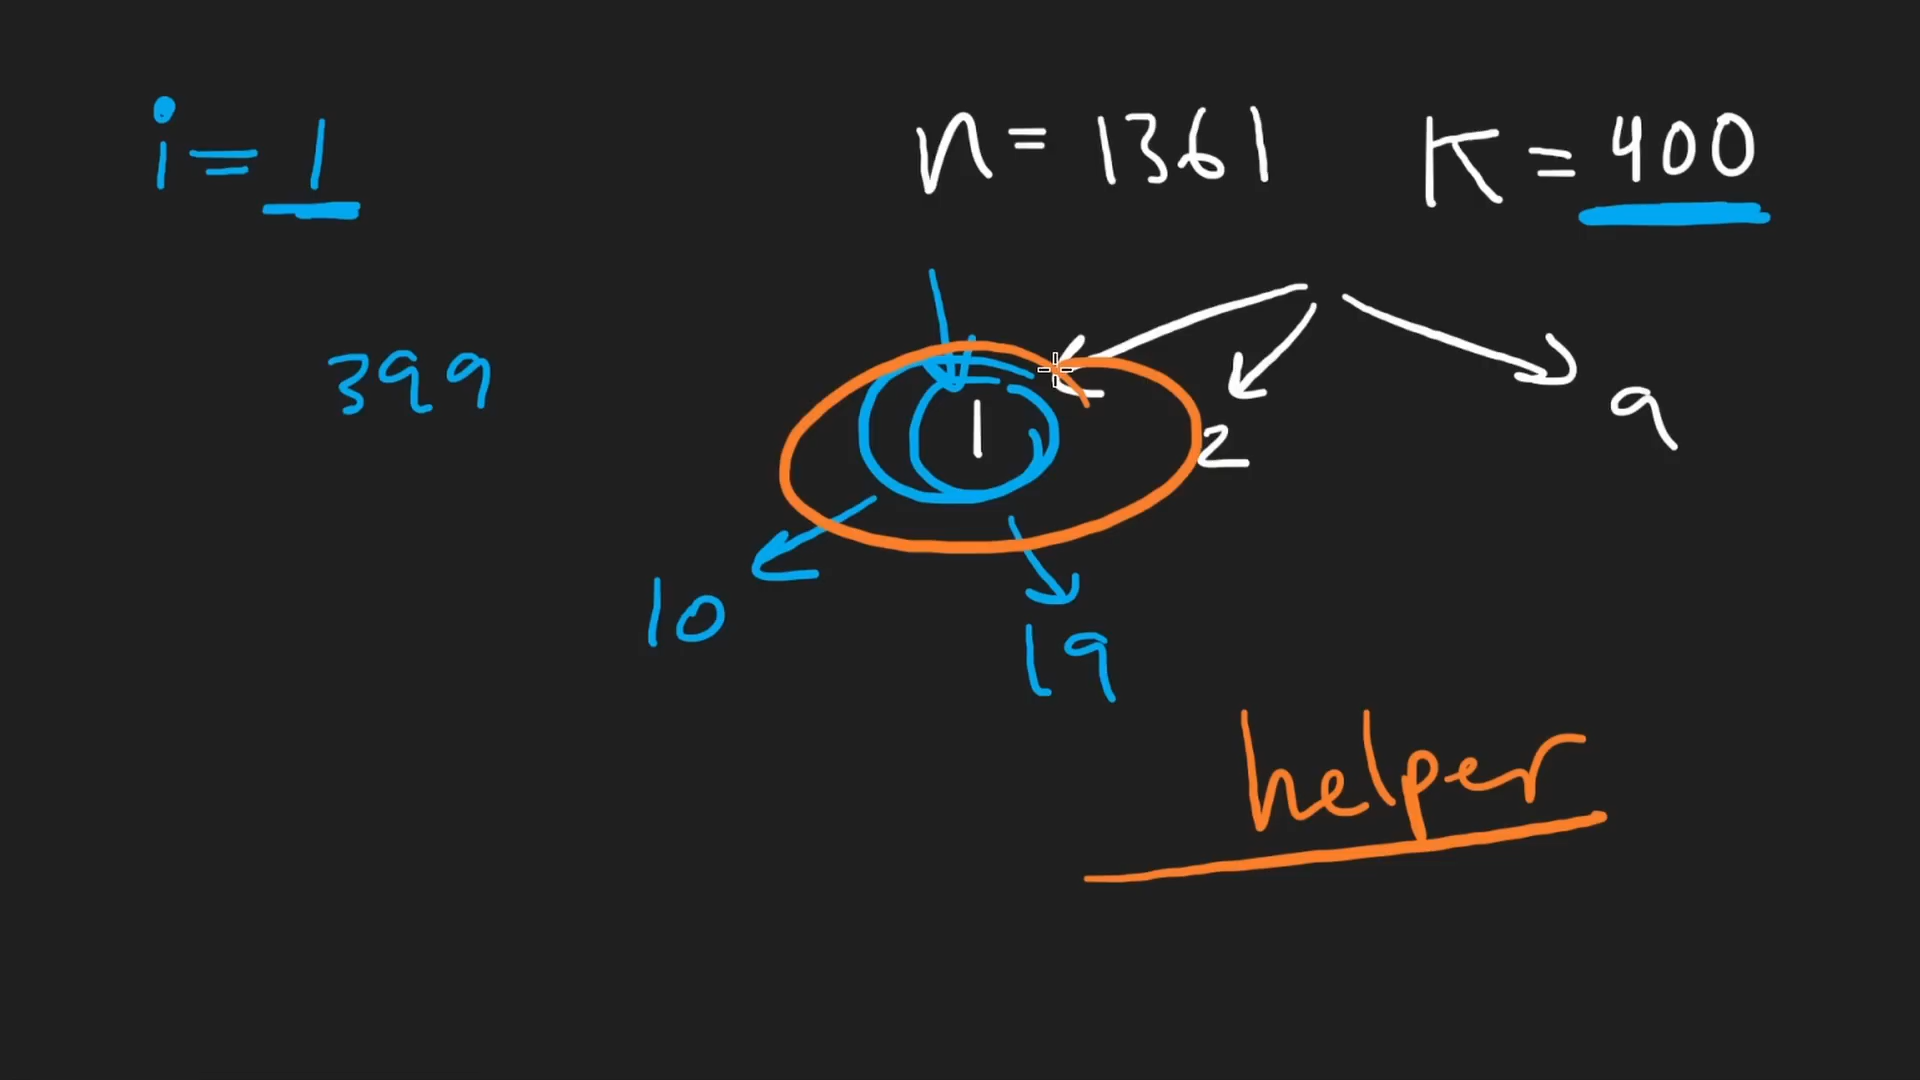 i = 1
n = 1361
K = 400
399
1
2
9
10
19
helper